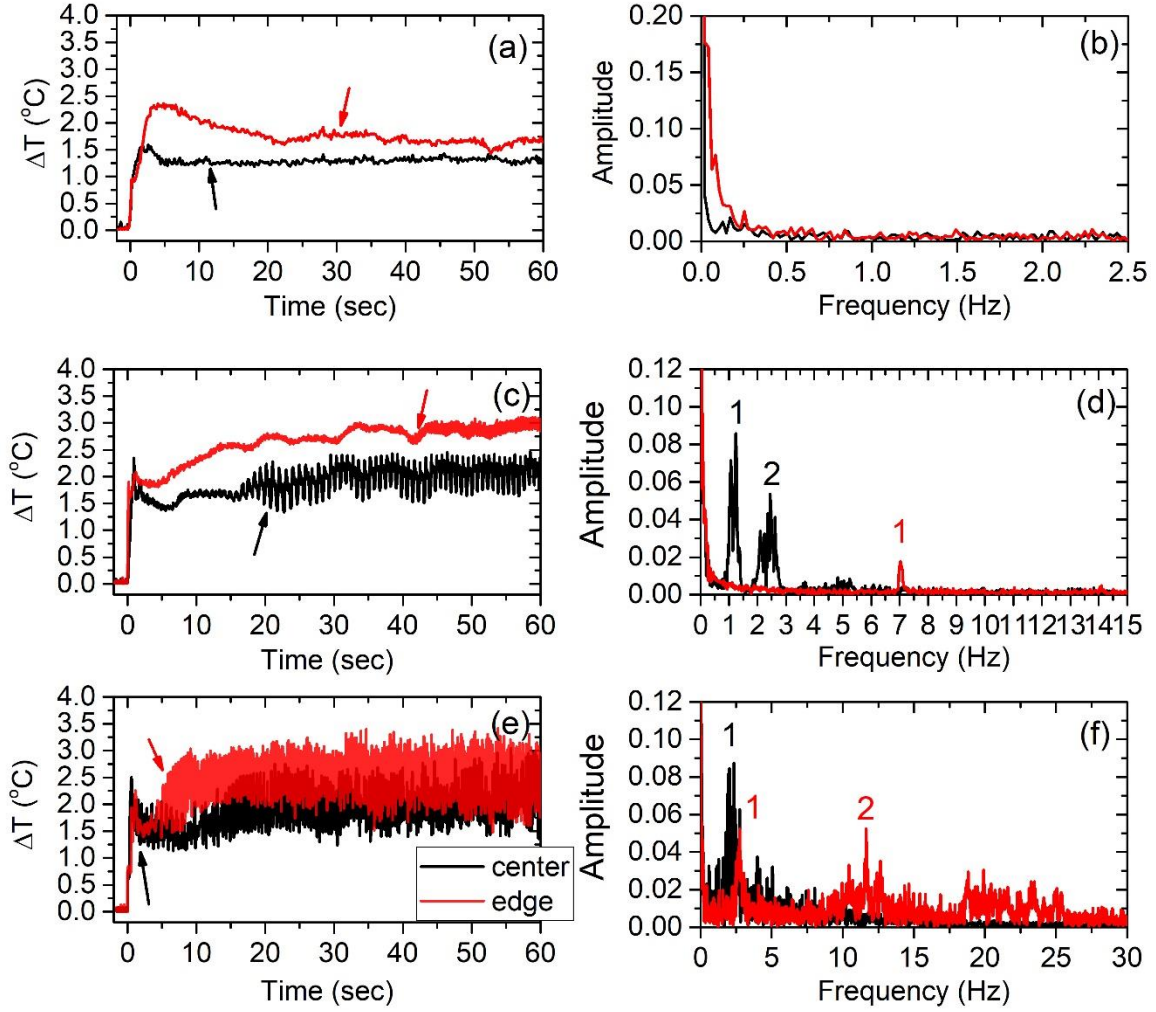 (a)
ΔT (°C)
4.0
3.5
3.0
2.5
2.0
1.5
1.0
0.5
0.0
0 10 20 30 40 50 60
Time (sec)
(b)
Amplitude
0.20
0.15
0.10
0.05
0.00
0.0 0.5 1.0 1.5 2.0 2.5
Frequency (Hz)
(c)
ΔT (°C)
4.0
3.5
3.0
2.5
2.0
1.5
1.0
0.5
0.0
0 10 20 30 40 50 60
Time (sec)
(d)
Amplitude
0.12
0.10
0.08
0.06
0.04
0.02
0.00
1
2
1
0 1 2 3 4 5 6 7 8 9 10 11 12 13 14 15
Frequency (Hz)
(e)
ΔT (°C)
4.0
3.5
3.0
2.5
2.0
1.5
1.0
0.5
0.0
center
edge
0 10 20 30 40 50 60
Time (sec)
(f)
Amplitude
0.12
0.10
0.08
0.06
0.04
0.02
0.00
1
1
2
0 5 10 15 20 25 30
Frequency (Hz)